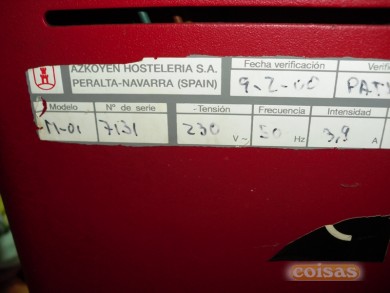 AZKOYEN HOSTELERIA S.A.
PERALTA-NAVARRA (SPAIN)
Fecha verificación
9-2-00
Modelo Nº de serie Tensión Frecuencia Intensidad
M-01 7131 230 V~ 50 Hz 3,9 A
coisas